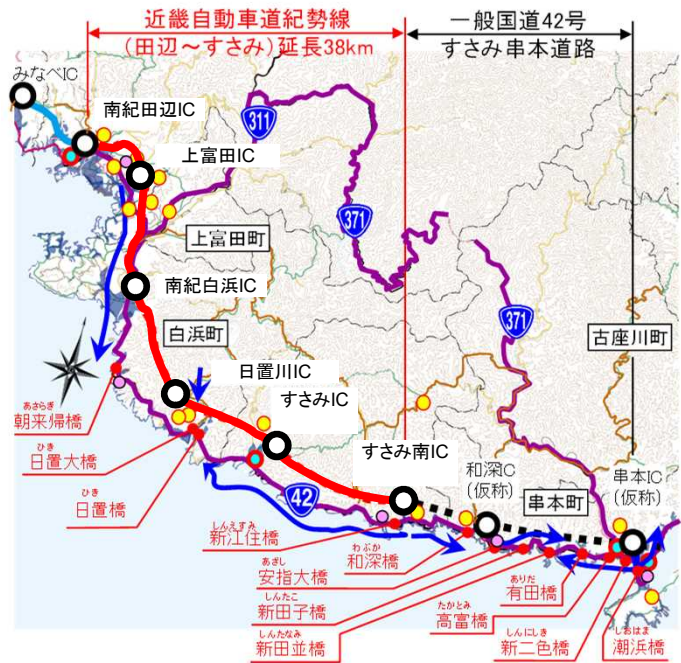 近畿自動車道紀勢線
(田辺～すさみ)延長38km
一般国道42号
すさみ串本道路
みなべIC
南紀田辺IC
上富田IC
311
371
上富田町
南紀白浜IC
371
白浜町
古座川町
日置川IC
すさみIC
あさらぎ
朝来帰橋
ひき
日置大橋
すさみ南IC
和深IC
(仮称)
串本IC
(仮称)
ひき
日置橋
42
串本町
しんえすみ
新江住橋
わぶか
和深橋
あざし
安指大橋
ありだ
有田橋
しんたこ
新田子橋
たかとみ
高富橋
しんたなみ
新田並橋
しんにしき
新二色橋
しおはま
潮浜橋